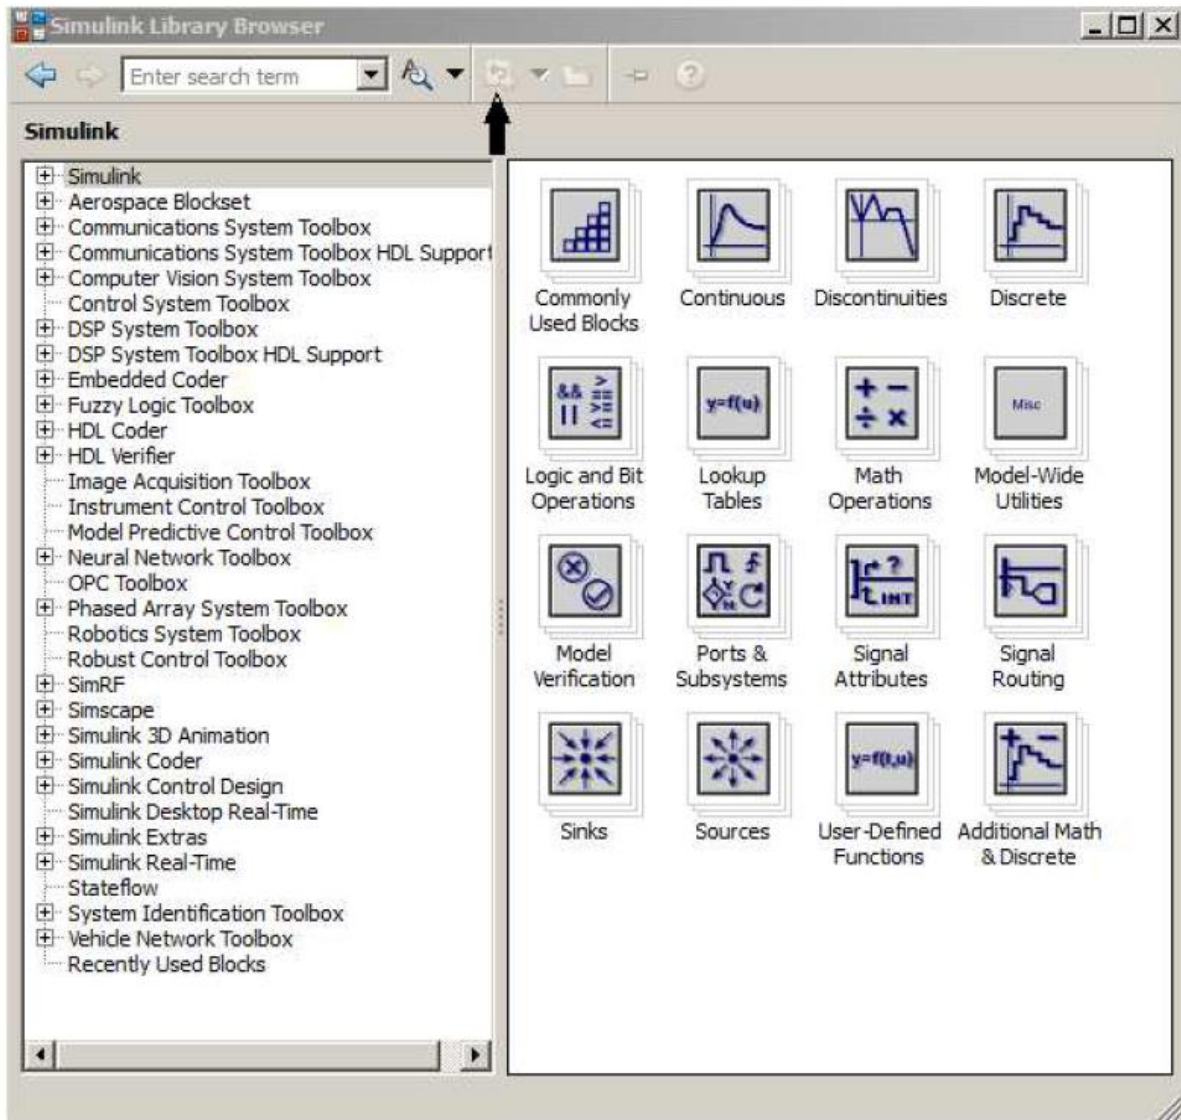 Simulink Library Browser
Enter search term
Simulink
Simulink
Aerospace Blockset
Communications System Toolbox
Communications System Toolbox HDL Support
Computer Vision System Toolbox
Control System Toolbox
DSP System Toolbox
DSP System Toolbox HDL Support
Embedded Coder
Fuzzy Logic Toolbox
HDL Coder
HDL Verifier
Image Acquisition Toolbox
Instrument Control Toolbox
Model Predictive Control Toolbox
Neural Network Toolbox
OPC Toolbox
Phased Array System Toolbox
Robotics System Toolbox
Robust Control Toolbox
SimRF
Simscape
Simulink 3D Animation
Simulink Coder
Simulink Control Design
Simulink Desktop Real-Time
Simulink Extras
Simulink Real-Time
Stateflow
System Identification Toolbox
Vehicle Network Toolbox
Recently Used Blocks
Commonly
Used Blocks
Continuous
Discontinuities
Discrete
&& >
==
|| >=
<=
Logic and Bit
Operations
y=f(u)
Lookup
Tables
+ −
÷ ×
Math
Operations
Misc
Model-Wide
Utilities
Model
Verification
Y
N
Ports &
Subsystems
?
INT
Signal
Attributes
Signal
Routing
Sinks
Sources
y=f(t,u)
User-Defined
Functions
+ −
Additional Math
& Discrete